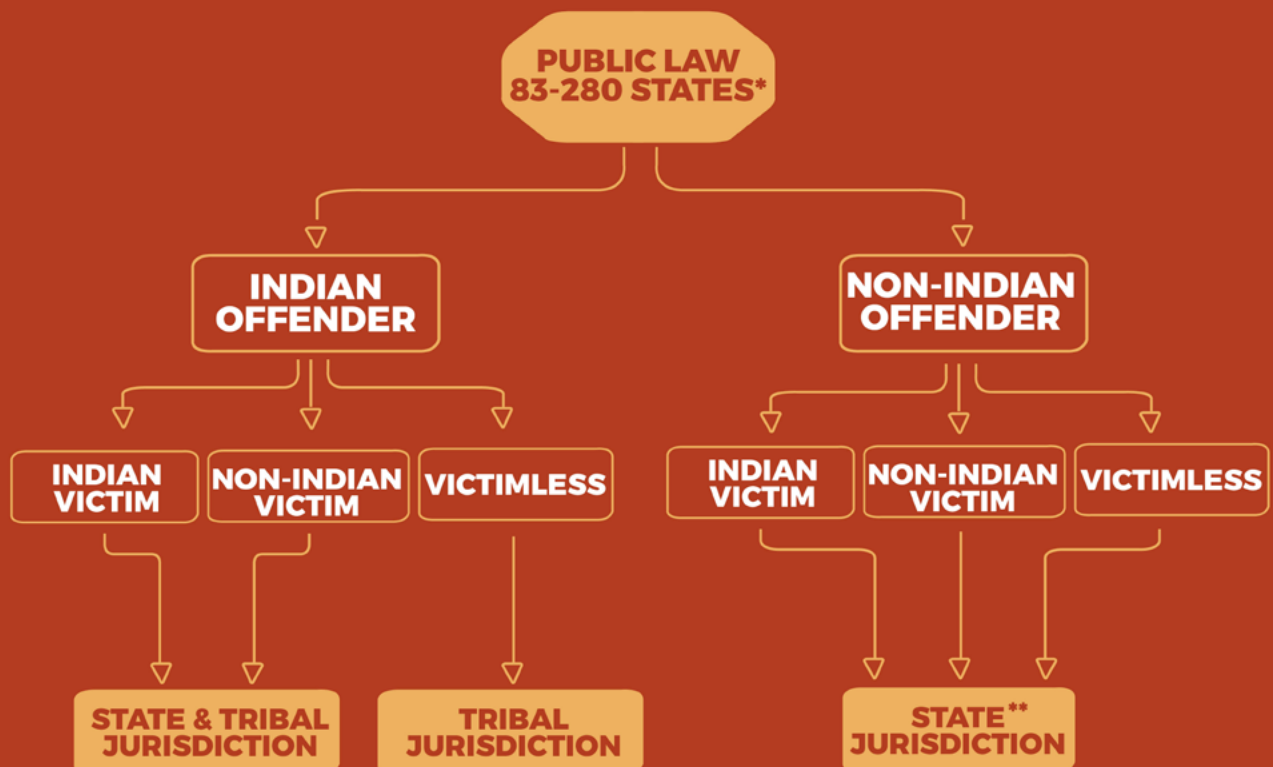 PUBLIC LAW
83-280 STATES*
INDIAN
OFFENDER
NON-INDIAN
OFFENDER
INDIAN
VICTIM
NON-INDIAN
VICTIM
VICTIMLESS
INDIAN
VICTIM
NON-INDIAN
VICTIM
VICTIMLESS
STATE & TRIBAL
JURISDICTION
TRIBAL
JURISDICTION
STATE**
JURISDICTION